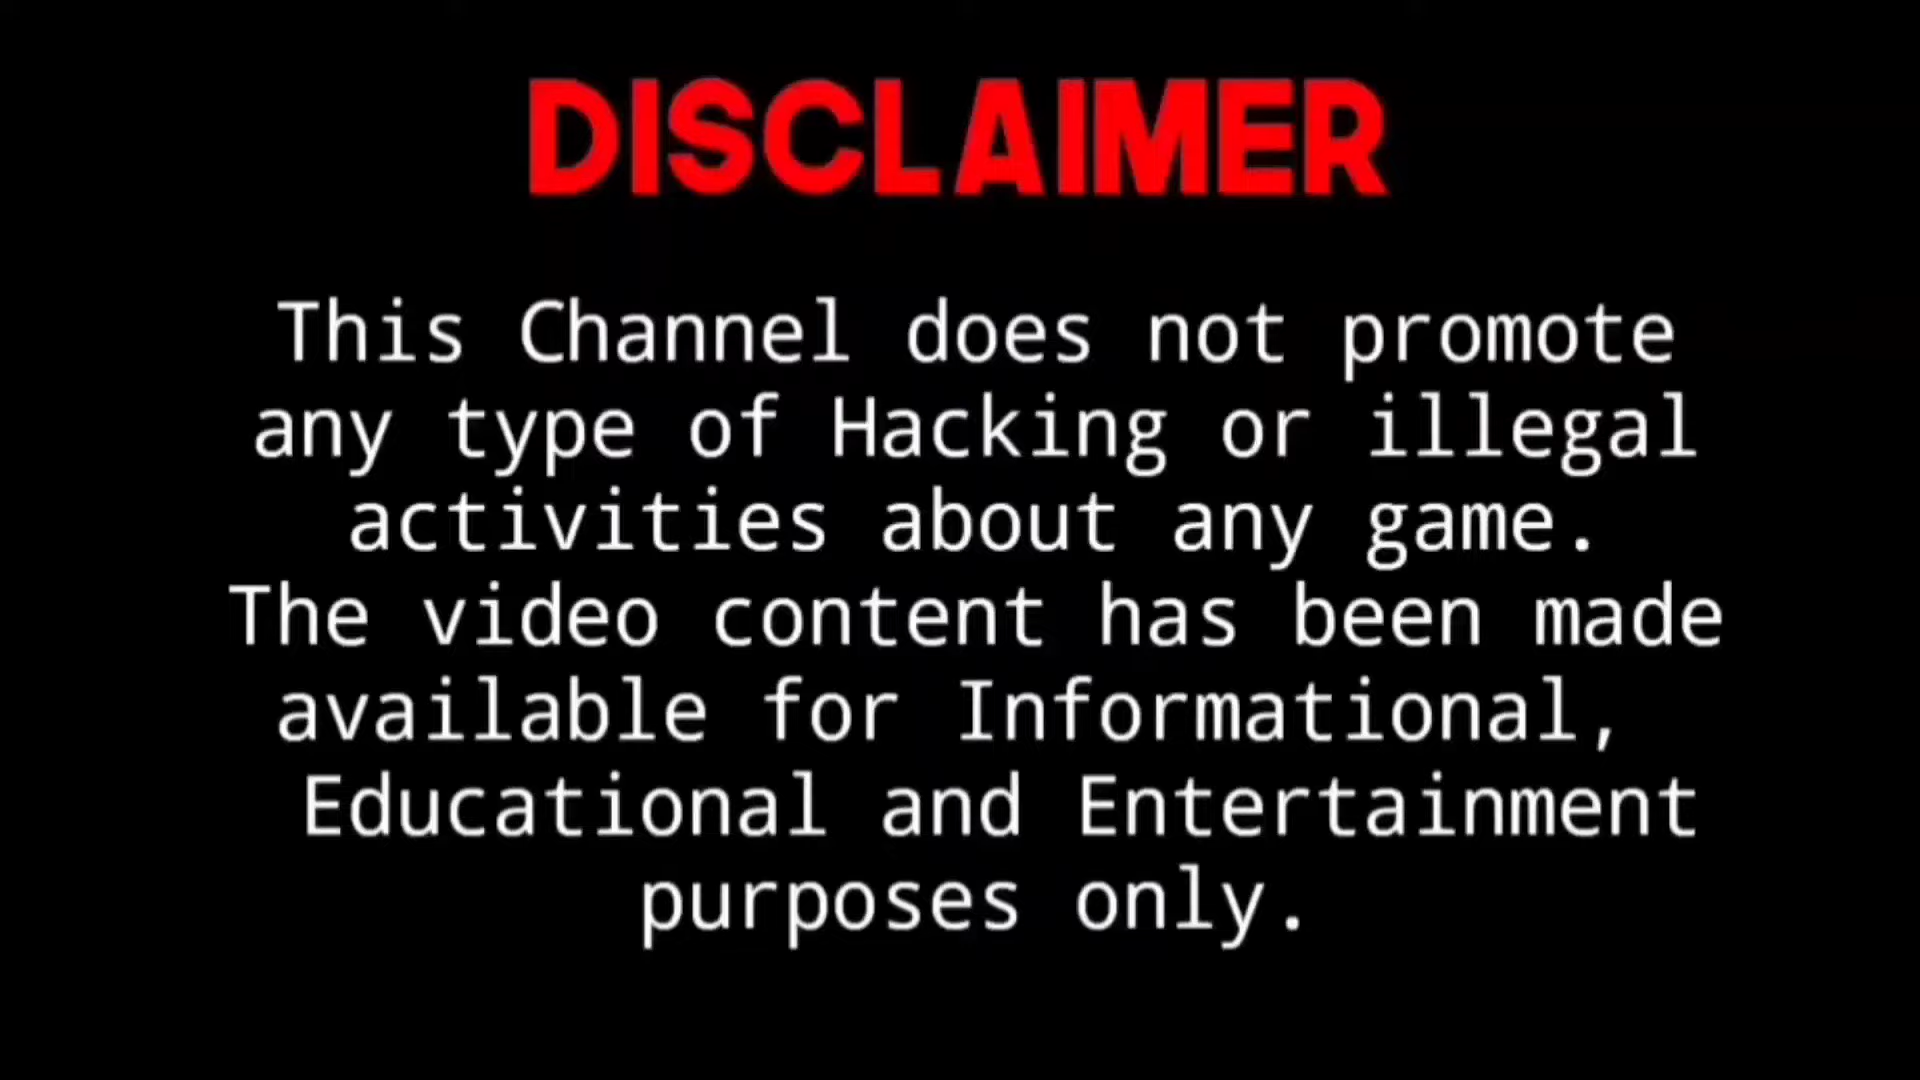 DISCLAIMER
This Channel does not promote
any type of Hacking or illegal
activities about any game.
The video content has been made
available for Informational,
Educational and Entertainment
purposes only.